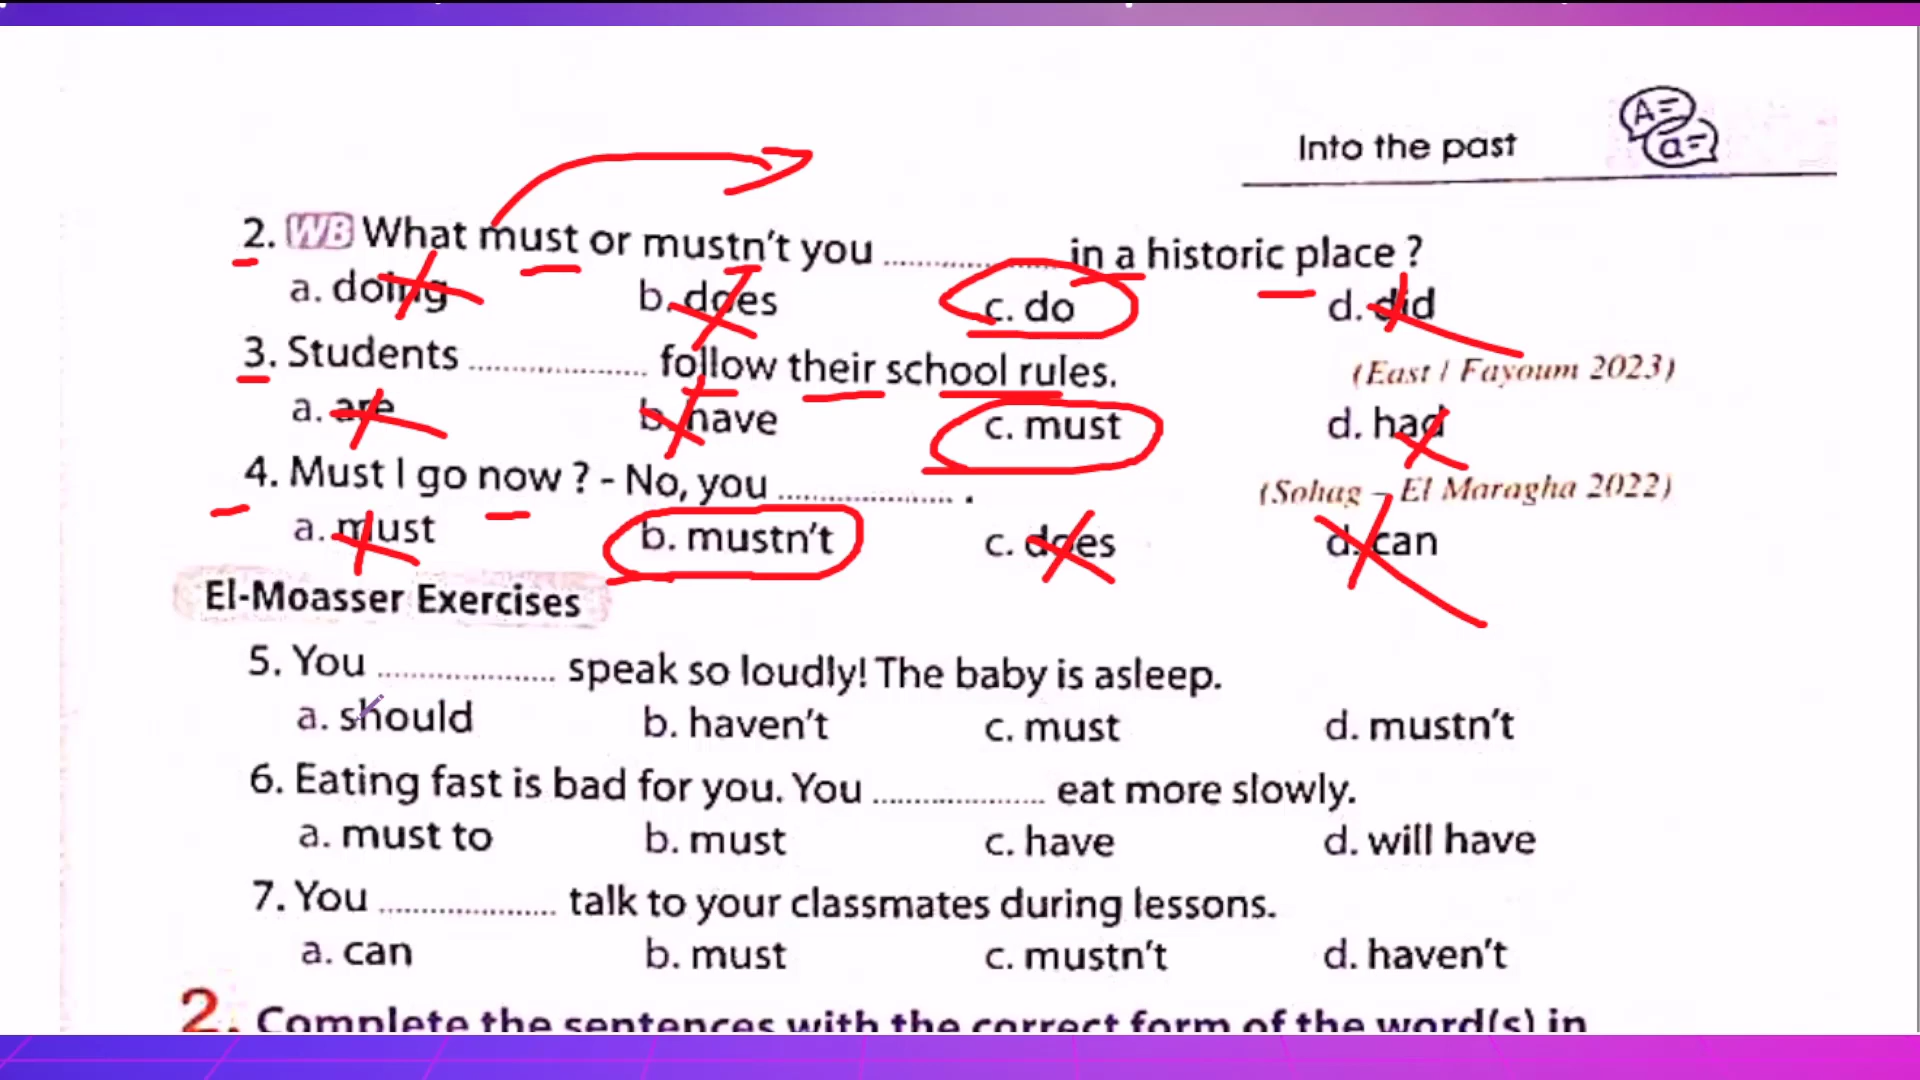 Into the past
A=
a=
2. WB What must or mustn't you .................... in a historic place ?
a. doing b. does c. do d. did
3. Students .................... follow their school rules.
(East / Fayoum 2023)
a. are b. have c. must d. had
4. Must I go now ? - No, you .................... .
(Sohag – El Maragha 2022)
a. must b. mustn't c. does d. can
El-Moasser Exercises
5. You .................... speak so loudly! The baby is asleep.
a. should b. haven't c. must d. mustn't
6. Eating fast is bad for you. You .................... eat more slowly.
a. must to b. must c. have d. will have
7. You .................... talk to your classmates during lessons.
a. can b. must c. mustn't d. haven't
2. Complete the sentences with the correct form of the word(s) in